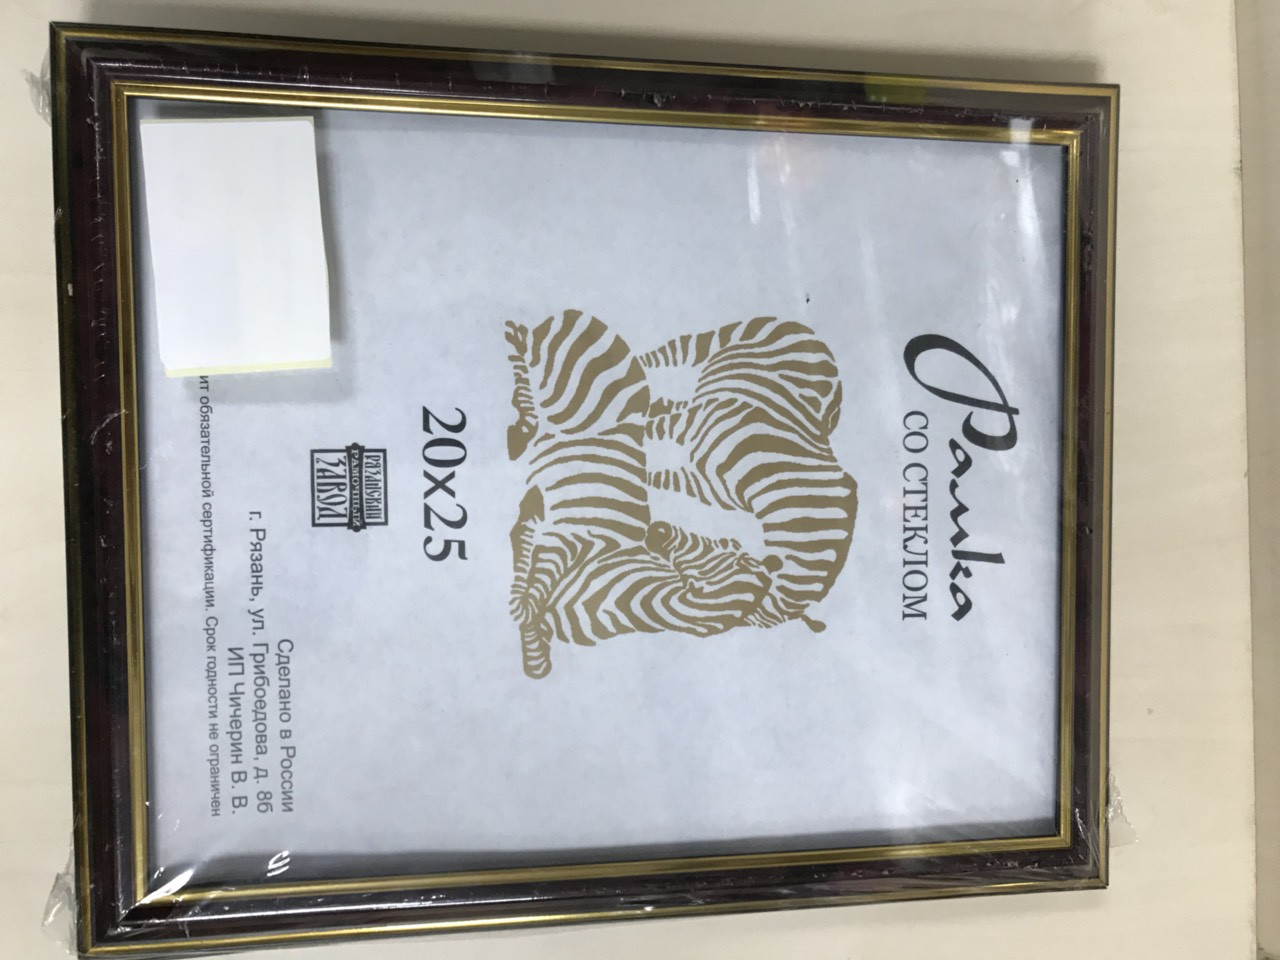 Рамка
СО СТЕКЛОМ
20x25
РЯЗАНСКИЙ
РАМОЧНЫЙ
ЗАВОД
Сделано в России
г. Рязань, ул. Грибоедова, д. 8б
ИП Чичерин В. В.
обязательной сертификации. Срок годности не ограничен